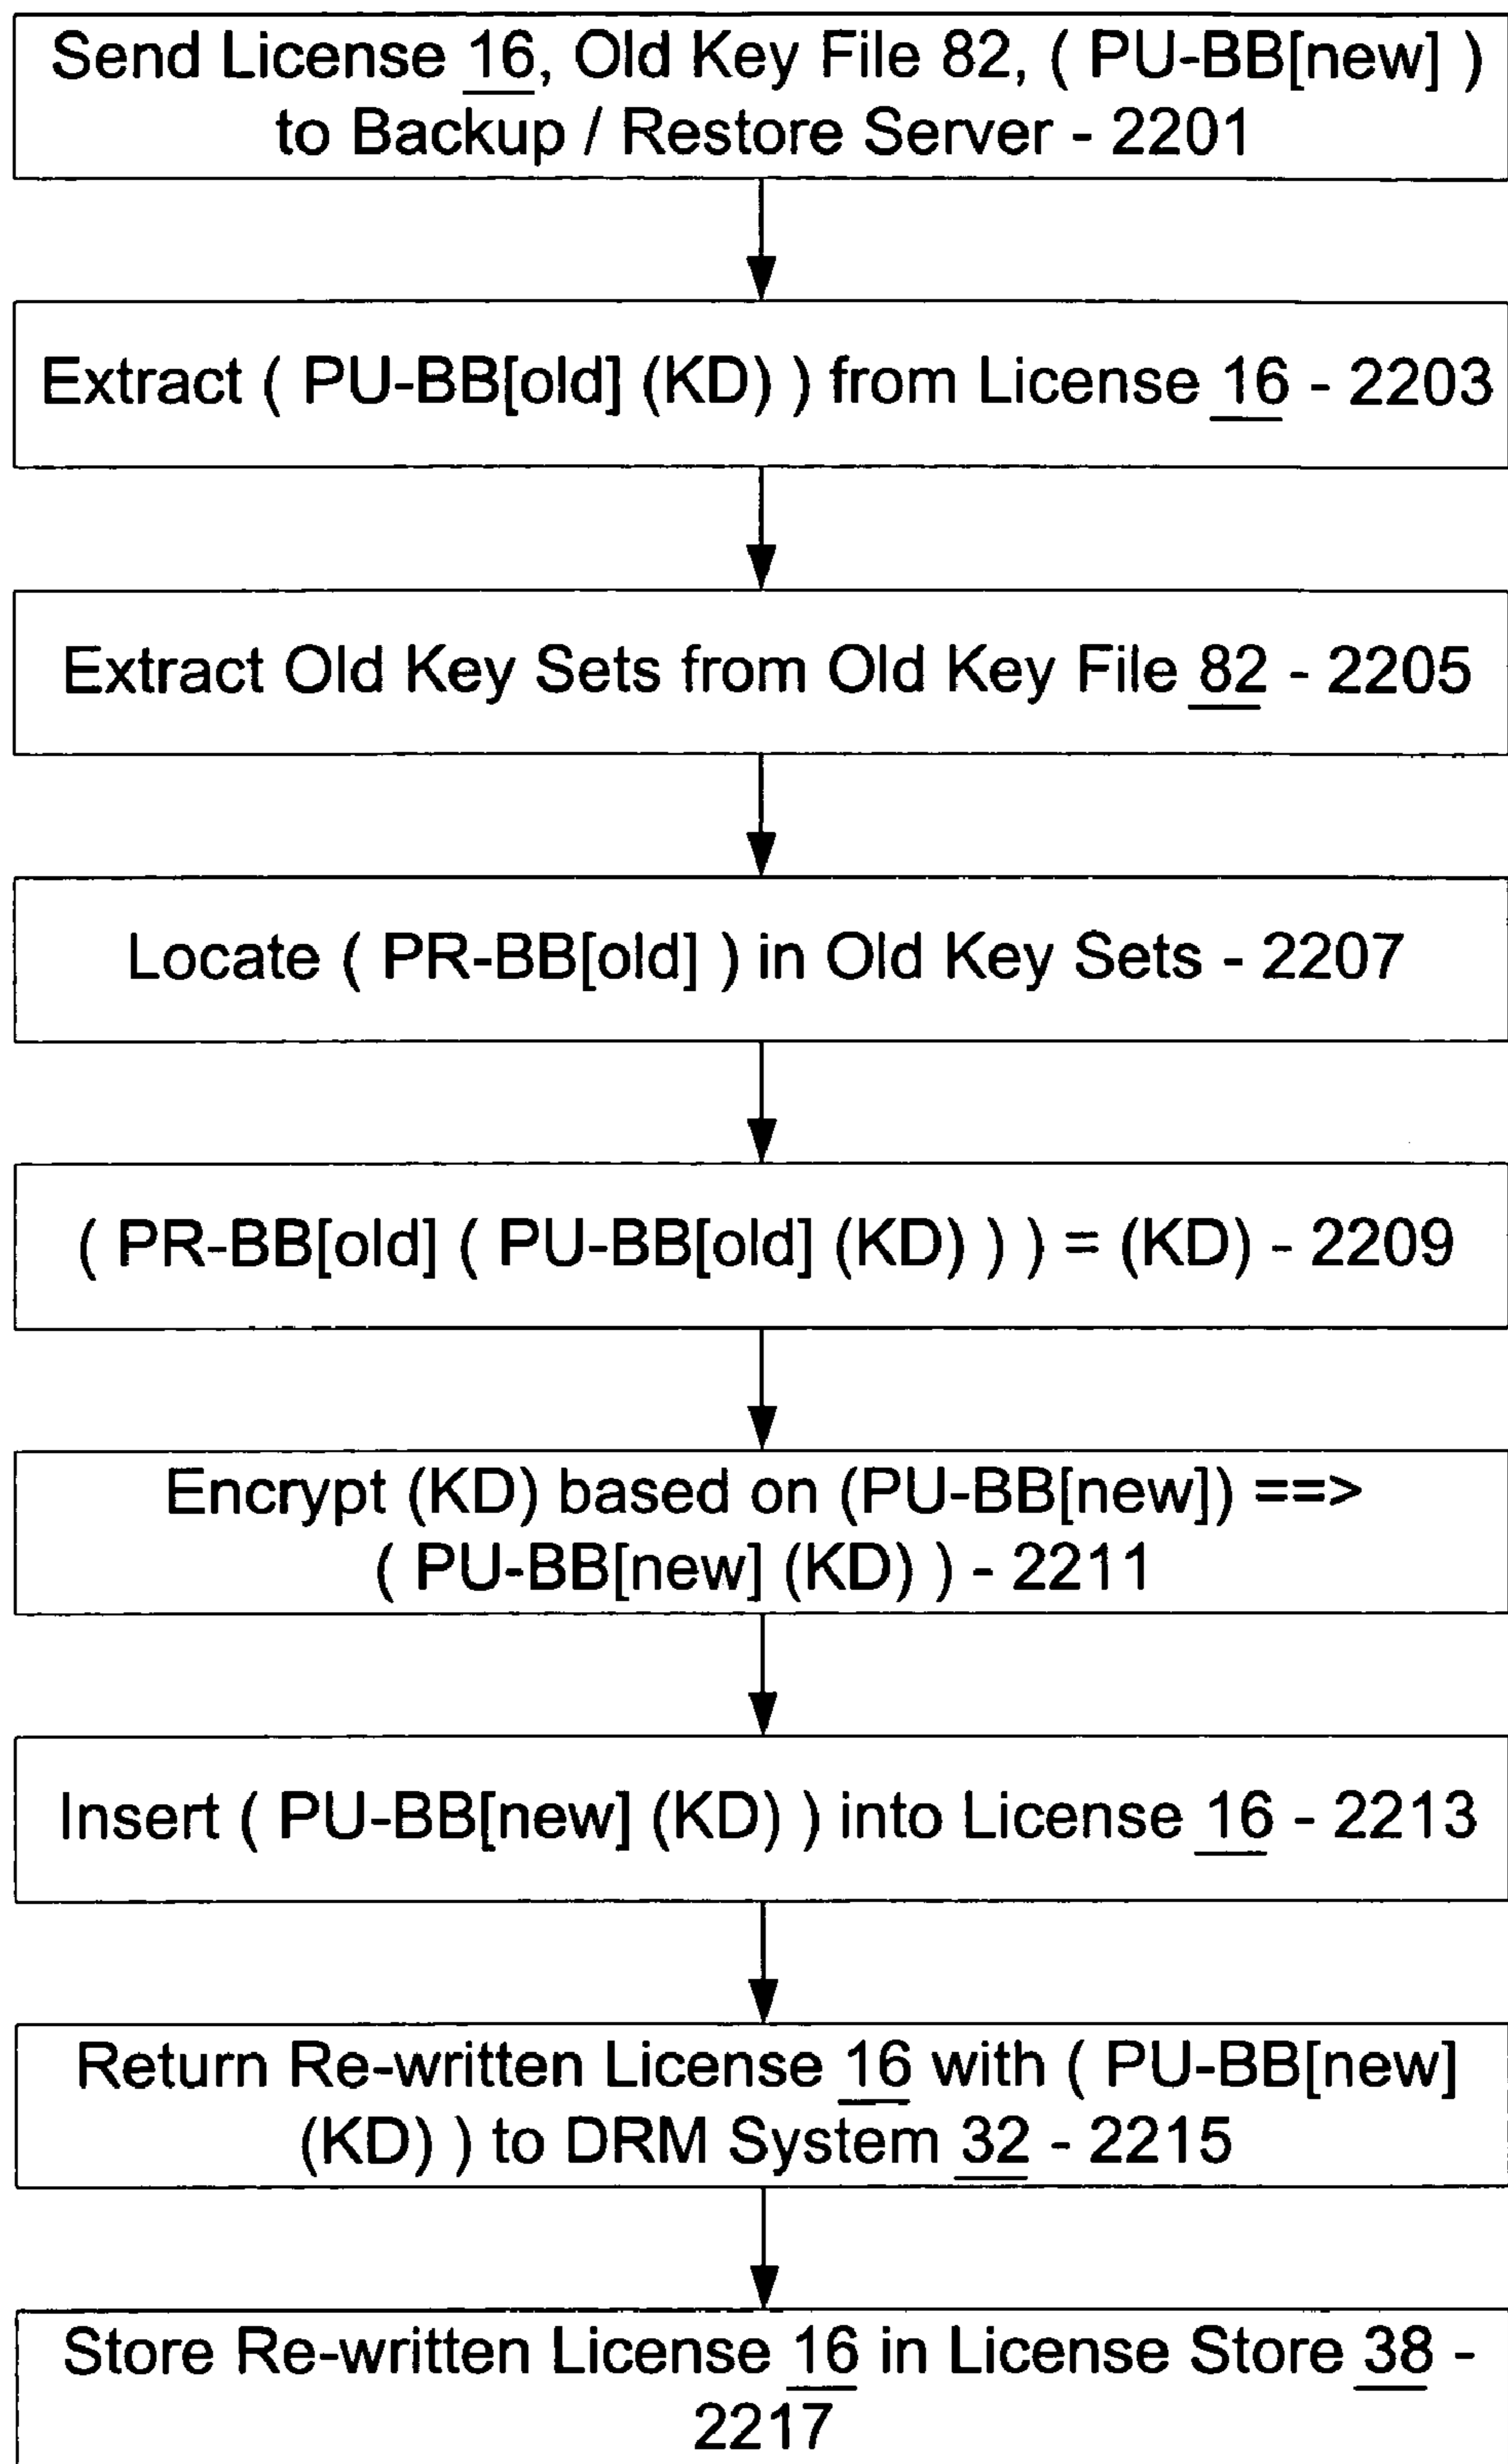 Send License 16, Old Key File 82, ( PU-BB[new] )
to Backup / Restore Server - 2201
Extract ( PU-BB[old] (KD) ) from License 16 - 2203
Extract Old Key Sets from Old Key File 82 - 2205
Locate ( PR-BB[old] ) in Old Key Sets - 2207
( PR-BB[old] ( PU-BB[old] (KD) ) ) = (KD) - 2209
Encrypt (KD) based on (PU-BB[new]) ==>
( PU-BB[new] (KD) ) - 2211
Insert ( PU-BB[new] (KD) ) into License 16 - 2213
Return Re-written License 16 with ( PU-BB[new]
(KD) ) to DRM System 32 - 2215
Store Re-written License 16 in License Store 38 -
2217